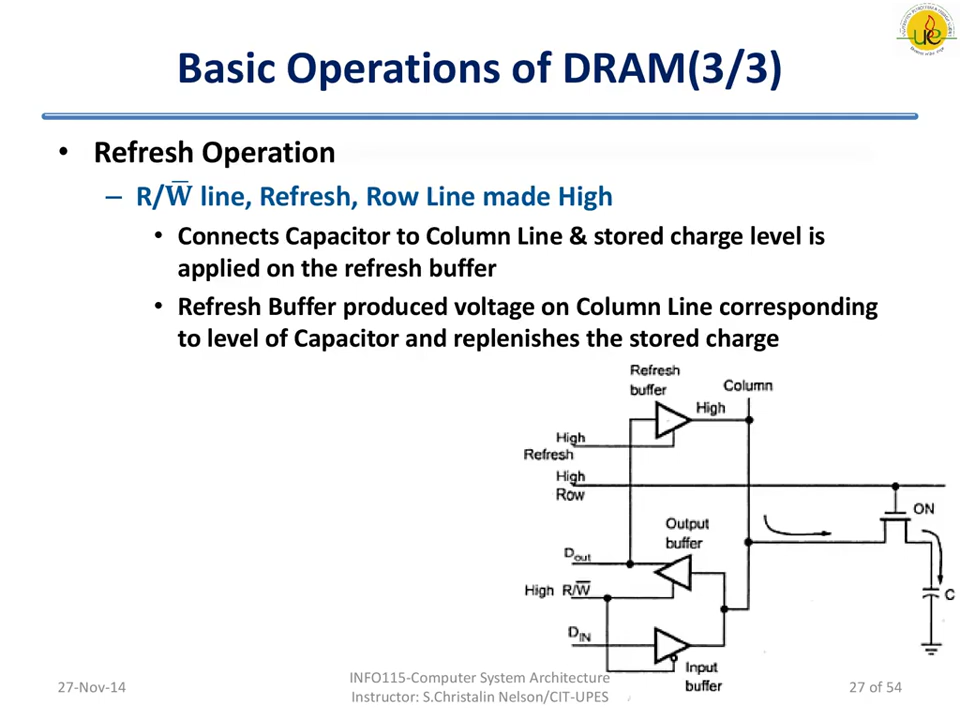 Basic Operations of DRAM(3/3)
• Refresh Operation
– R/W̅ line, Refresh, Row Line made High
• Connects Capacitor to Column Line & stored charge level is
applied on the refresh buffer
• Refresh Buffer produced voltage on Column Line corresponding
to level of Capacitor and replenishes the stored charge
Refresh
buffer
Column
High
High
Refresh
High
Row
ON
Output
buffer
Dout
High R/W̅
C
DIN
Input
buffer
27-Nov-14
INFO115-Computer System Architecture
Instructor: S.Christalin Nelson/CIT-UPES
27 of 54